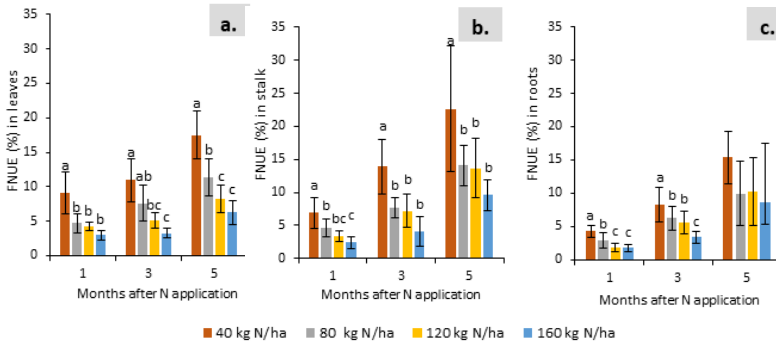 a.
FNUE (%) in leaves
35
30
25
20
15
10
5
0
a
b
b
b
a
ab
bc
c
a
b
c
c
1 3 5
Months after N application
b.
FNUE (%) in stalk
35
30
25
20
15
10
5
0
a
b
bc
c
a
b
b
c
a
b
b
b
1 3 5
Months after N application
c.
FNUE (%) in roots
35
30
25
20
15
10
5
0
a
b
c
c
a
b
b
c
1 3 5
Months after N application
40 kg N/ha 80 kg N/ha 120 kg N/ha 160 kg N/ha